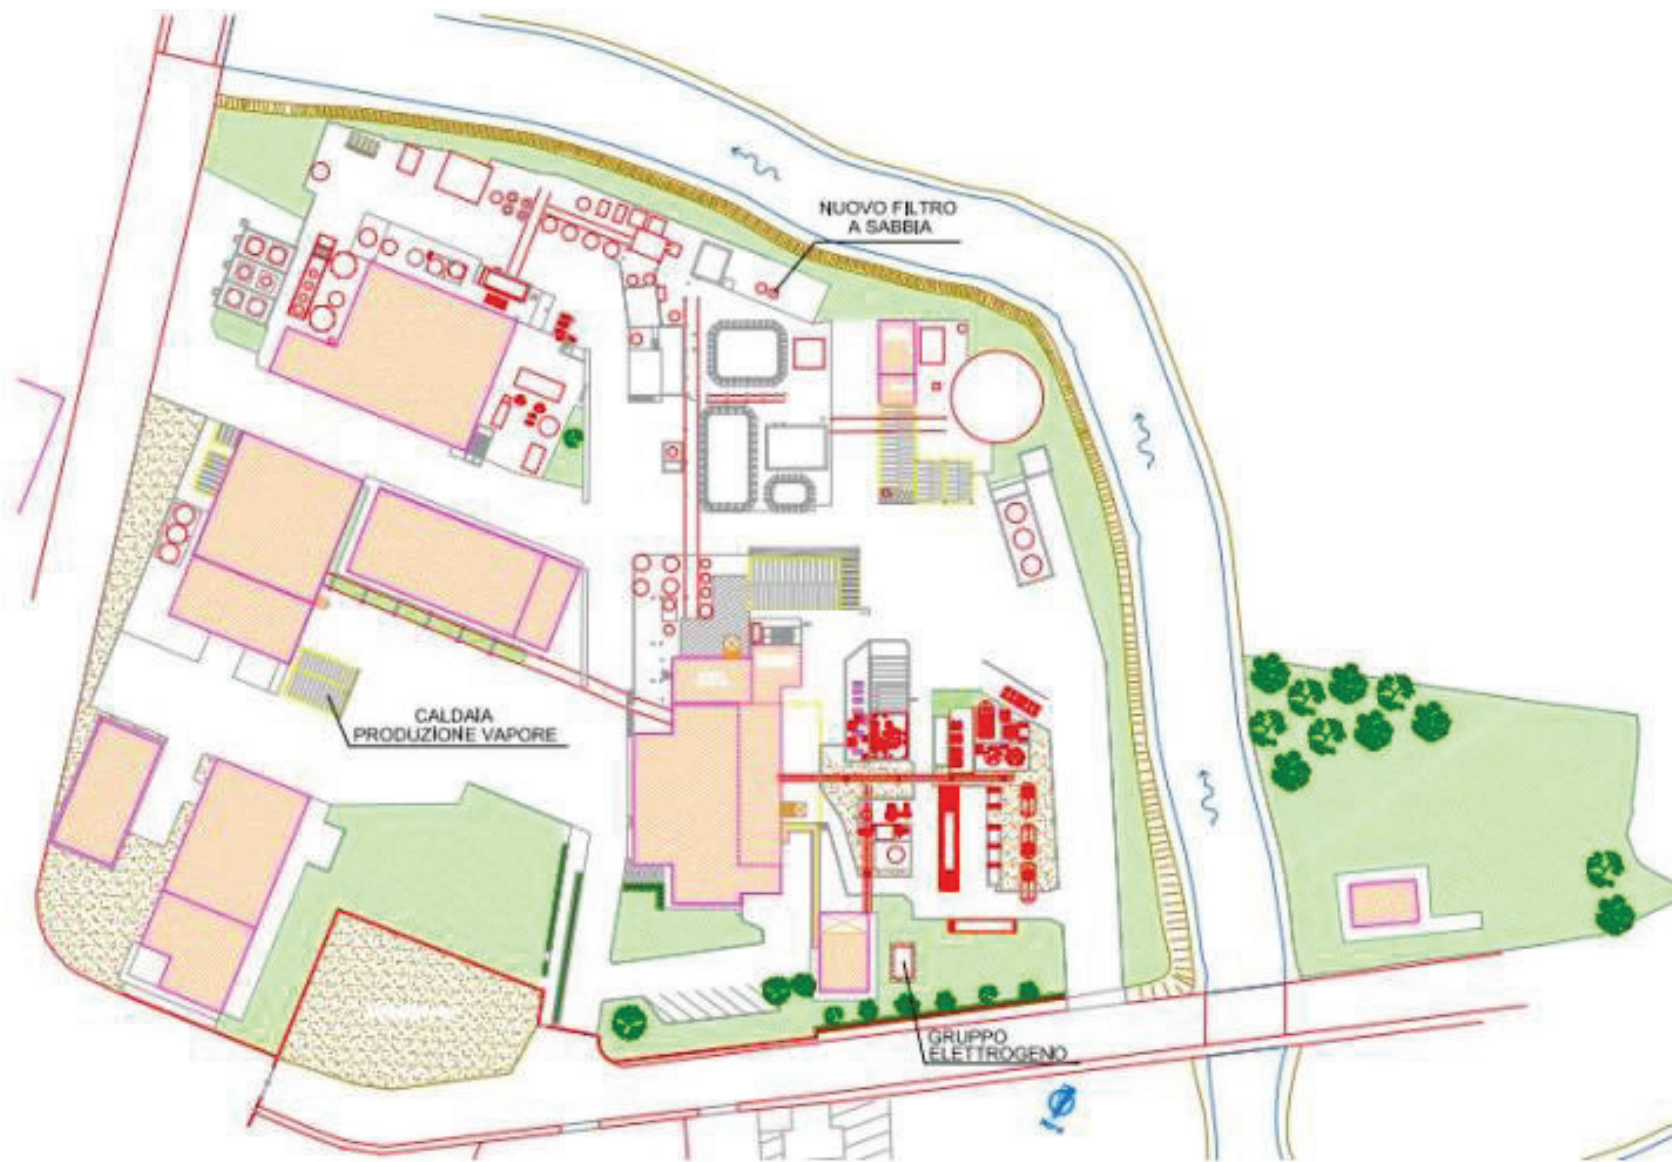 NUOVO FILTRO
A SABBIA
CALDAIA
PRODUZIONE VAPORE
GRUPPO
ELETTROGENO